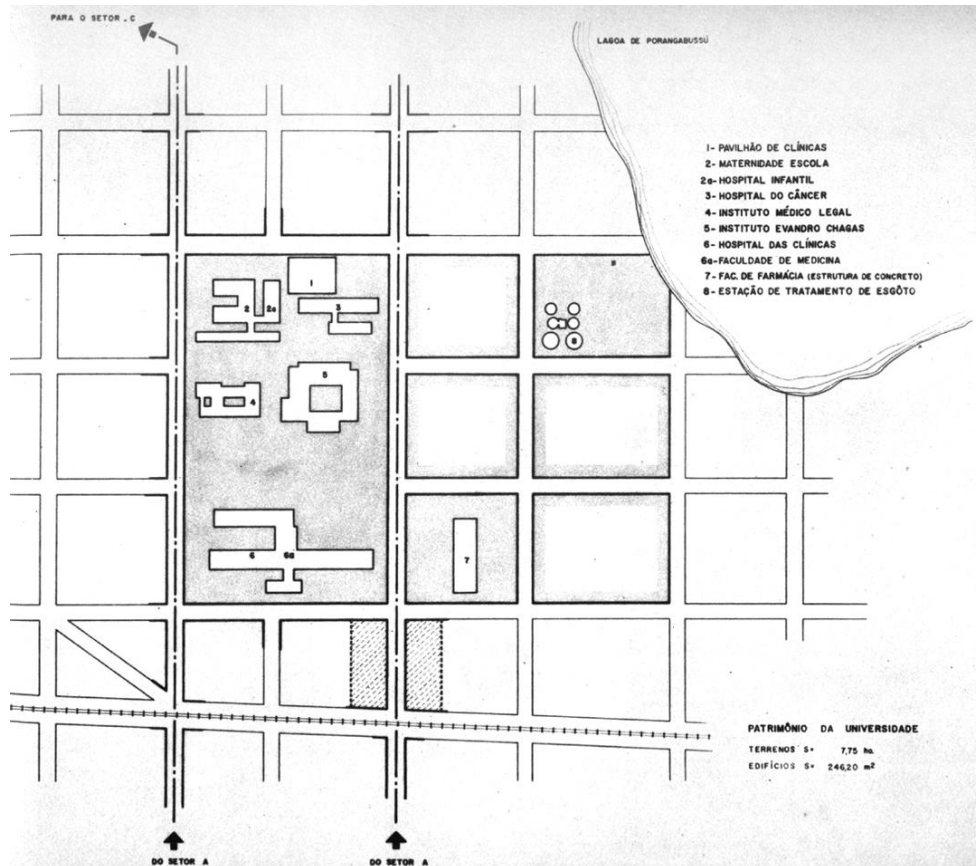 PARA O SETOR - C
LAGOA DE PORANGABUSSÚ
1- PAVILHÃO DE CLÍNICAS
2- MATERNIDADE ESCOLA
2a- HOSPITAL INFANTIL
3- HOSPITAL DO CÂNCER
4- INSTITUTO MÉDICO LEGAL
5- INSTITUTO EVANDRO CHAGAS
6- HOSPITAL DAS CLÍNICAS
6a- FACULDADE DE MEDICINA
7- FAC. DE FARMÁCIA (ESTRUTURA DE CONCRETO)
8- ESTAÇÃO DE TRATAMENTO DE ESGÔTO
1
2
2a
3
8
5
4
6
6a
7
PATRIMÔNIO DA UNIVERSIDADE
TERRENOS S= 7,75 ha.
EDIFÍCIOS S= 246,20 m²
DO SETOR A
DO SETOR A